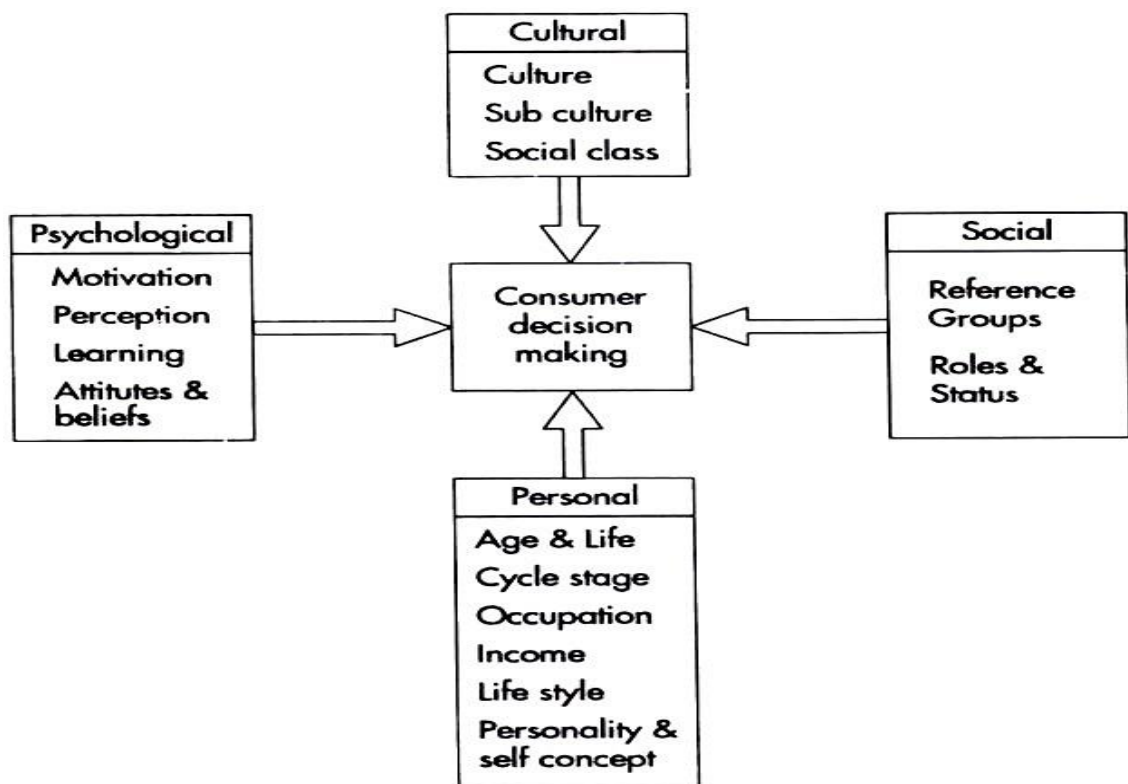 Cultural
Culture
Sub culture
Social class
Psychological
Motivation
Perception
Learning
Attitutes &
beliefs
Consumer
decision
making
Social
Reference
Groups
Roles &
Status
Personal
Age & Life
Cycle stage
Occupation
Income
Life style
Personality &
self concept